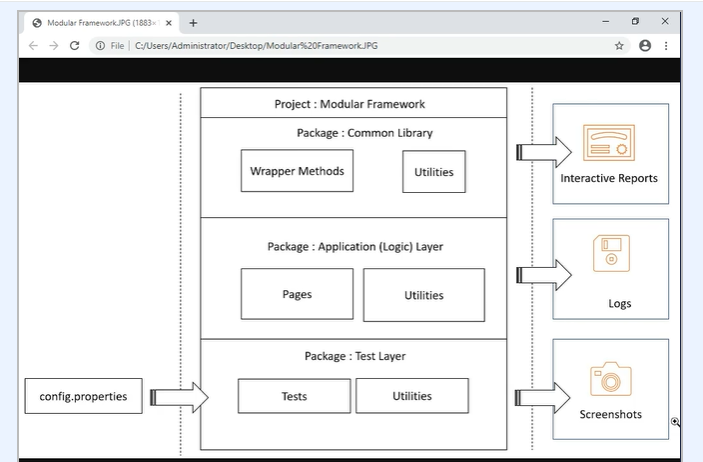 Modular Framework.JPG (1883×
File
C:/Users/Administrator/Desktop/Modular%20Framework.JPG
Project : Modular Framework
Package : Common Library
Wrapper Methods
Utilities
Interactive Reports
Package : Application (Logic) Layer
Pages
Utilities
Logs
Package : Test Layer
config.properties
Tests
Utilities
Screenshots